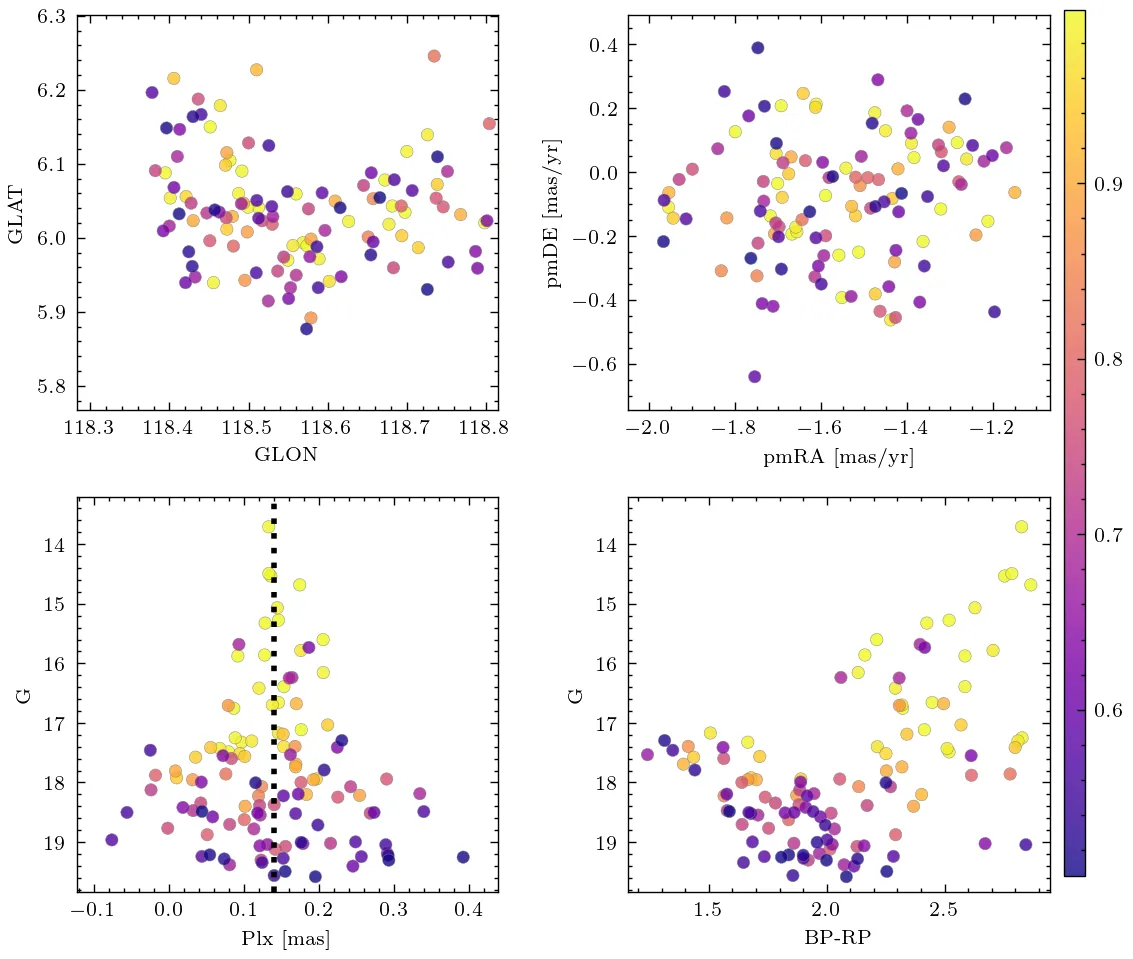 6.3
6.2
6.1
6.0
5.9
5.8
GLAT
118.3 118.4 118.5 118.6 118.7 118.8
GLON
0.4
0.2
0.0
−0.2
−0.4
−0.6
pmDE [mas/yr]
−2.0 −1.8 −1.6 −1.4 −1.2
pmRA [mas/yr]
0.9
0.8
0.7
0.6
14
15
16
17
18
19
G
−0.1 0.0 0.1 0.2 0.3 0.4
Plx [mas]
14
15
16
17
18
19
G
1.5 2.0 2.5
BP-RP